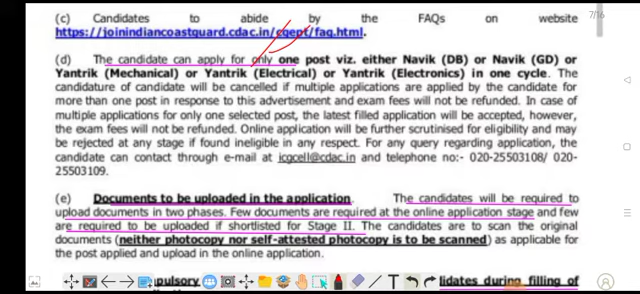 (c) Candidates to abide by the FAQs on website
7/16
https://joinindiancoastguard.cdac.in/cgept/faq.html.
(d) The candidate can apply for only one post viz. either Navik (DB) or Navik (GD) or
Yantrik (Mechanical) or Yantrik (Electrical) or Yantrik (Electronics) in one cycle. The
candidature of candidate will be cancelled if multiple applications are applied by the candidate for
more than one post in response to this advertisement and exam fees will not be refunded. In case of
multiple applications for only one selected post, the latest filled application will be accepted, however,
the exam fees will not be refunded. Online application will be further scrutinised for eligibility and may
be rejected at any stage if found ineligible in any respect. For any query regarding application, the
candidate can contact through e-mail at icgcell@cdac.in and telephone no:- 020-25503108/ 020-
25503109.
(e) Documents to be uploaded in the application. The candidates will be required to
upload documents in two phases. Few documents are required at the online application stage and few
are required to be uploaded if shortlisted for Stage II. The candidates are to scan the original
documents (neither photocopy nor self-attested photocopy is to be scanned) as applicable for
the post applied and upload in the online application.
pulsory lidates during filling of